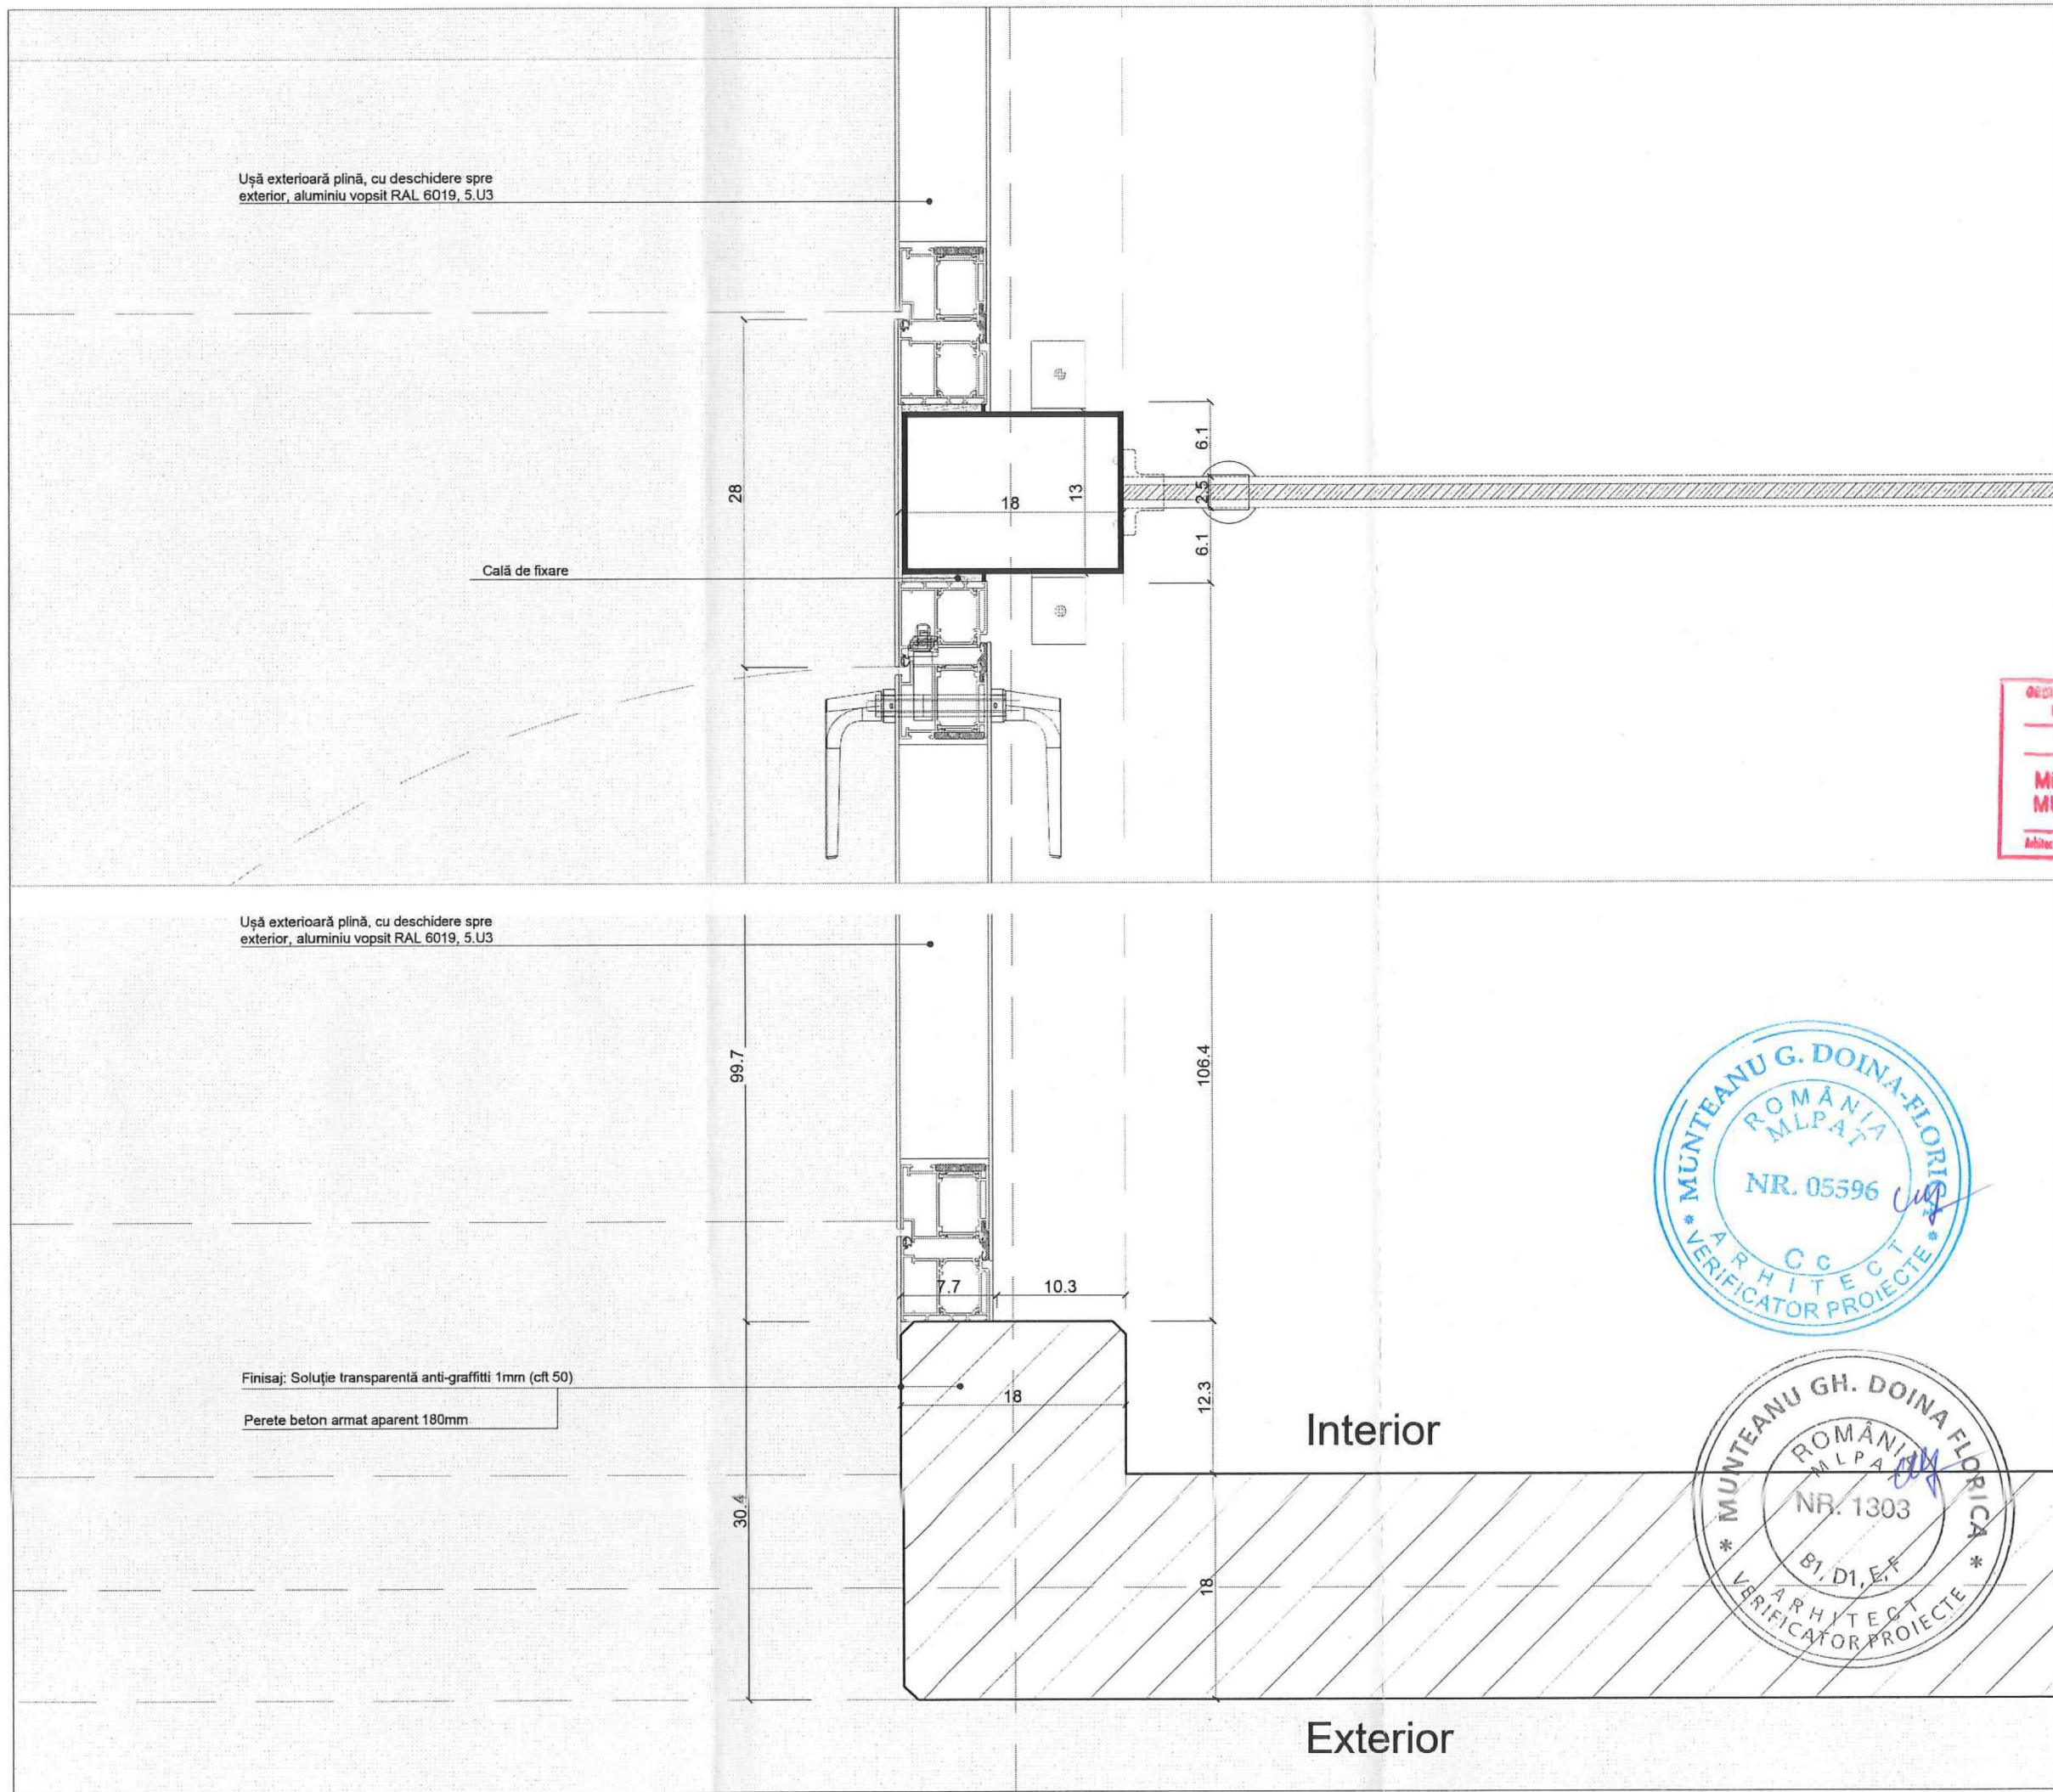 Ușă exterioară plină, cu deschidere spre
exterior, aluminiu vopsit RAL 6019, 5.U3
28
18
13
6.1
2.5
6.1
Cală de fixare
Ușă exterioară plină, cu deschidere spre
exterior, aluminiu vopsit RAL 6019, 5.U3
99.7
106.4
7.7
10.3
MUNTEANU G. DOINA-FLORICA
ROMÂNIA
MLPAT
NR. 05596
Cc
ARHITECT
* VERIFICATOR PROIECTE *
Finisaj: Soluție transparentă anti-graffitti 1mm (cft 50)
Perete beton armat aparent 180mm
18
12.3
30.4
18
Interior
MUNTEANU GH. DOINA FLORICA
MLPAT
NR. 1303
B1, D1, E, F
ARHITECT
* VERIFICATOR PROIECTE *
Exterior